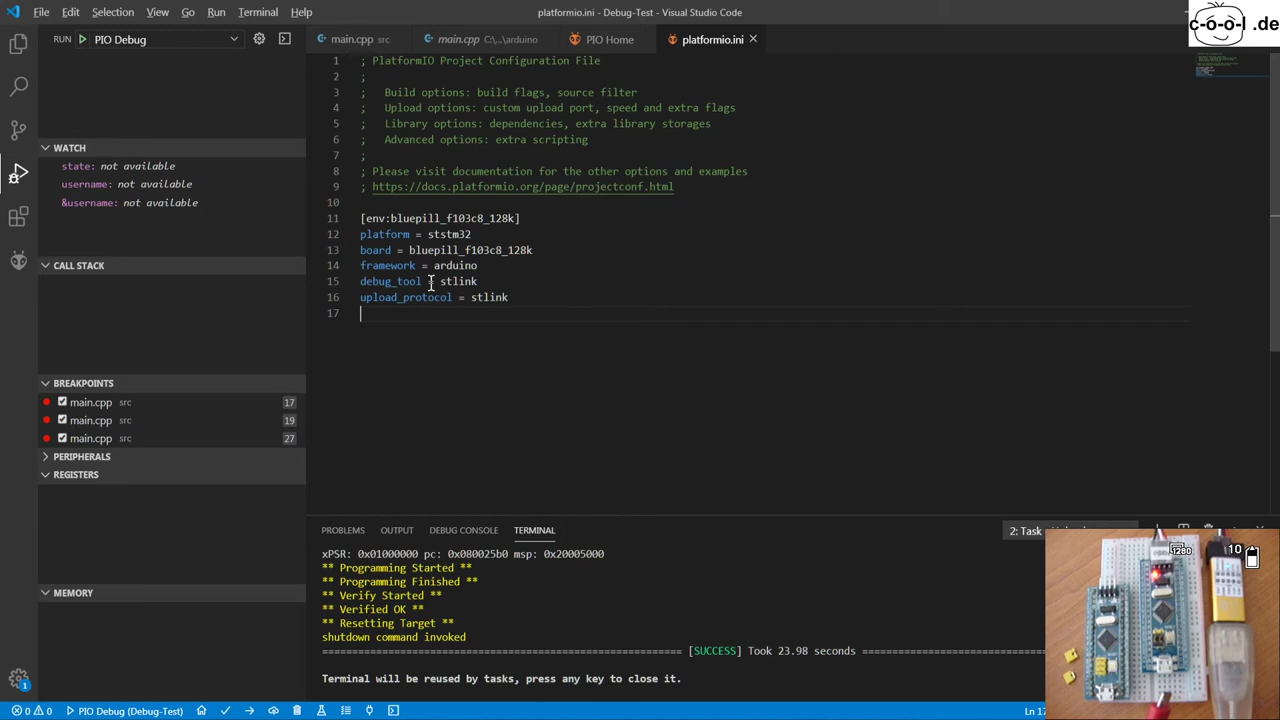 File Edit Selection View Go Run Terminal Help
platformio.ini - Debug-Test - Visual Studio Code
c-o-o-l .de
RUN PIO Debug
main.cpp src
main.cpp C:\...\arduino
PIO Home
platformio.ini
1 ; PlatformIO Project Configuration File
2 ;
3 ; Build options: build flags, source filter
4 ; Upload options: custom upload port, speed and extra flags
5 ; Library options: dependencies, extra library storages
6 ; Advanced options: extra scripting
7 ;
8 ; Please visit documentation for the other options and examples
9 ; https://docs.platformio.org/page/projectconf.html
10
11 [env:bluepill_f103c8_128k]
12 platform = ststm32
13 board = bluepill_f103c8_128k
14 framework = arduino
15 debug_tool = stlink
16 upload_protocol = stlink
17
WATCH
state: not available
username: not available
&username: not available
CALL STACK
BREAKPOINTS
main.cpp src 17
main.cpp src 19
main.cpp src 27
PERIPHERALS
REGISTERS
MEMORY
PROBLEMS OUTPUT DEBUG CONSOLE TERMINAL
2: Task
xPSR: 0x01000000 pc: 0x080025b0 msp: 0x20005000
** Programming Started **
** Programming Finished **
** Verify Started **
** Verified OK **
** Resetting Target **
shutdown command invoked
======================================================= [SUCCESS] Took 23.98 seconds ============================
Terminal will be reused by tasks, press any key to close it.
1280
10
1
0 0 PIO Debug (Debug-Test)
Ln 17